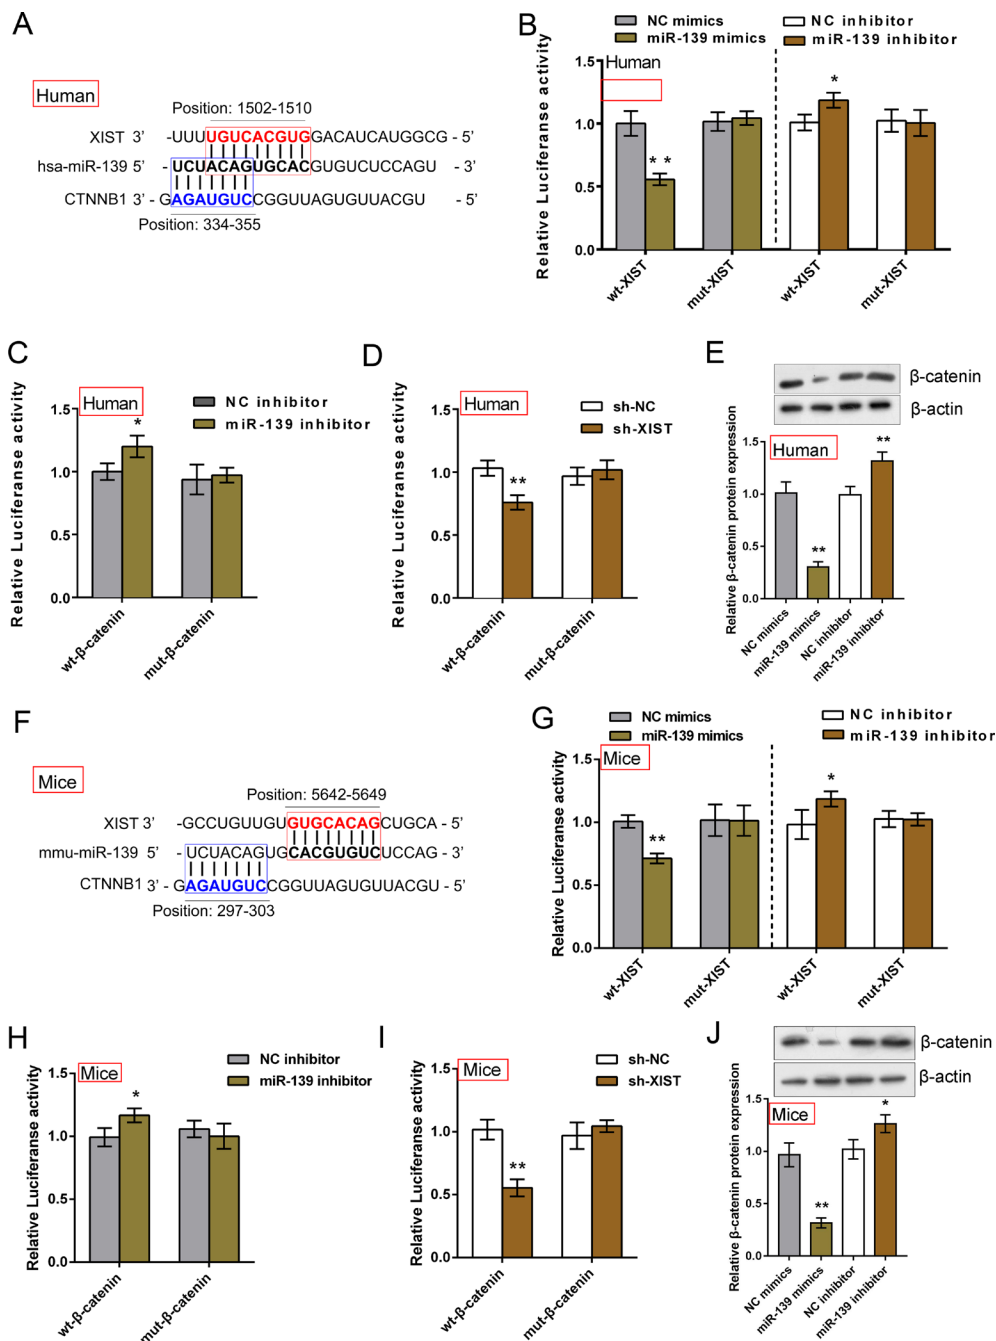 A
Human
Position: 1502-1510
XIST 3' -UUUUGUCACGUGGACAUCAUGGCG - 5'
hsa-miR-139 5' -UCUACAGUGCACGUGUCUCCAGU - 3'
CTNNB1 3' - GAGAUGUCCGGUUAGUGUUACGU - 5'
Position: 334-355
B
NC mimics
miR-139 mimics
NC inhibitor
miR-139 inhibitor
Human
Relative Luciferanse activity
1.5
1.0
0.5
0.0
**
*
wt-XIST
mut-XIST
wt-XIST
mut-XIST
C
Human
NC inhibitor
miR-139 inhibitor
Relative Luciferanse activity
1.5
1.0
0.5
0.0
*
wt-β-catenin
mut-β-catenin
D
Human
sh-NC
sh-XIST
Relative Luciferanse activity
1.5
1.0
0.5
0.0
**
wt-β-catenin
mut-β-catenin
E
β-catenin
β-actin
Human
Relative β-catenin protein expression
1.5
1.0
0.5
0.0
**
**
NC mimics
miR-139 mimics
NC inhibitor
miR-139 inhibitor
F
Mice
Position: 5642-5649
XIST 3' -GCCUGUUGUGUGCACAGCUGCA - 5'
mmu-miR-139 5' -UCUACAGUGCACGUGUCUCCAG - 3'
CTNNB1 3' - GAGAUGUCCGGUUAGUGUUACGU - 5'
Position: 297-303
G
NC mimics
miR-139 mimics
NC inhibitor
miR-139 inhibitor
Mice
Relative Luciferanse activity
1.5
1.0
0.5
0.0
**
*
wt-XIST
mut-XIST
wt-XIST
mut-XIST
H
Mice
NC inhibitor
miR-139 inhibitor
Relative Luciferanse activity
1.5
1.0
0.5
0.0
*
wt-β-catenin
mut-β-catenin
I
Mice
sh-NC
sh-XIST
Relative Luciferanse activity
1.5
1.0
0.5
0.0
**
wt-β-catenin
mut-β-catenin
J
β-catenin
β-actin
Mice
Relative β-catenin protein expression
1.5
1.0
0.5
0.0
**
*
NC mimics
miR-139 mimics
NC inhibitor
miR-139 inhibitor